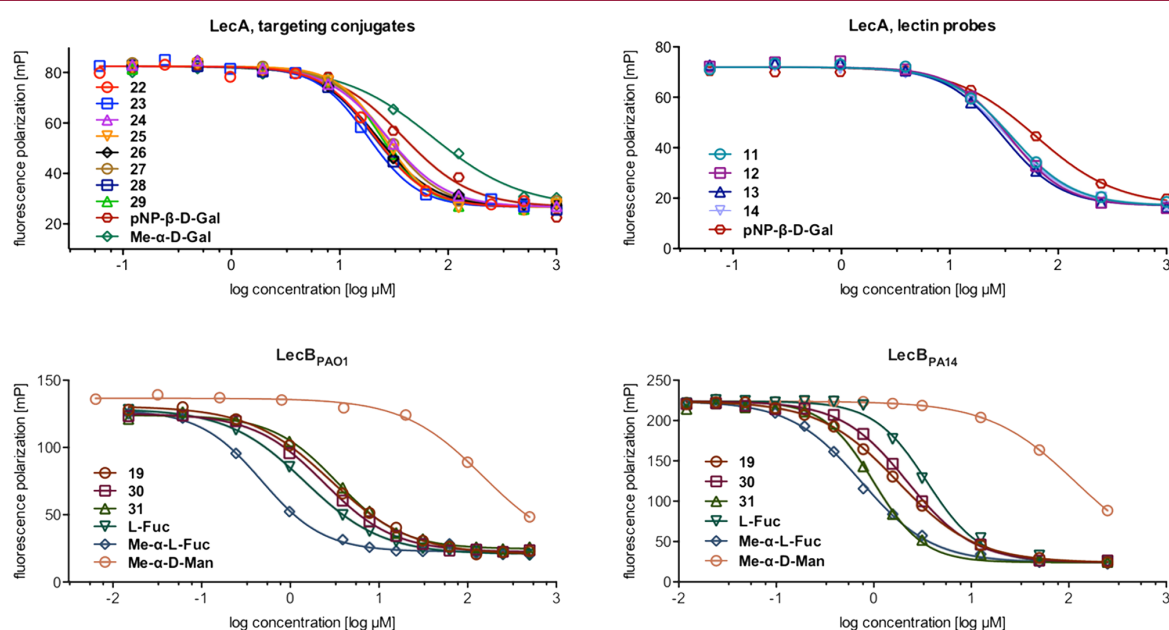 LecA, targeting conjugates
fluorescence polarization [mP]
80
60
40
20
22
23
24
25
26
27
28
29
pNP-β-D-Gal
Me-α-D-Gal
-1
0
1
2
3
log concentration [log µM]
LecA, lectin probes
fluorescence polarization [mP]
80
60
40
20
0
11
12
13
14
pNP-β-D-Gal
-1
0
1
2
3
log concentration [log µM]
LecB PAO1
fluorescence polarization [mP]
150
100
50
0
19
30
31
L-Fuc
Me-α-L-Fuc
Me-α-D-Man
-2
-1
0
1
2
3
log concentration [log µM]
LecB PA14
fluorescence polarization [mP]
250
200
150
100
50
0
19
30
31
L-Fuc
Me-α-L-Fuc
Me-α-D-Man
-2
-1
0
1
2
3
log concentration [log µM]